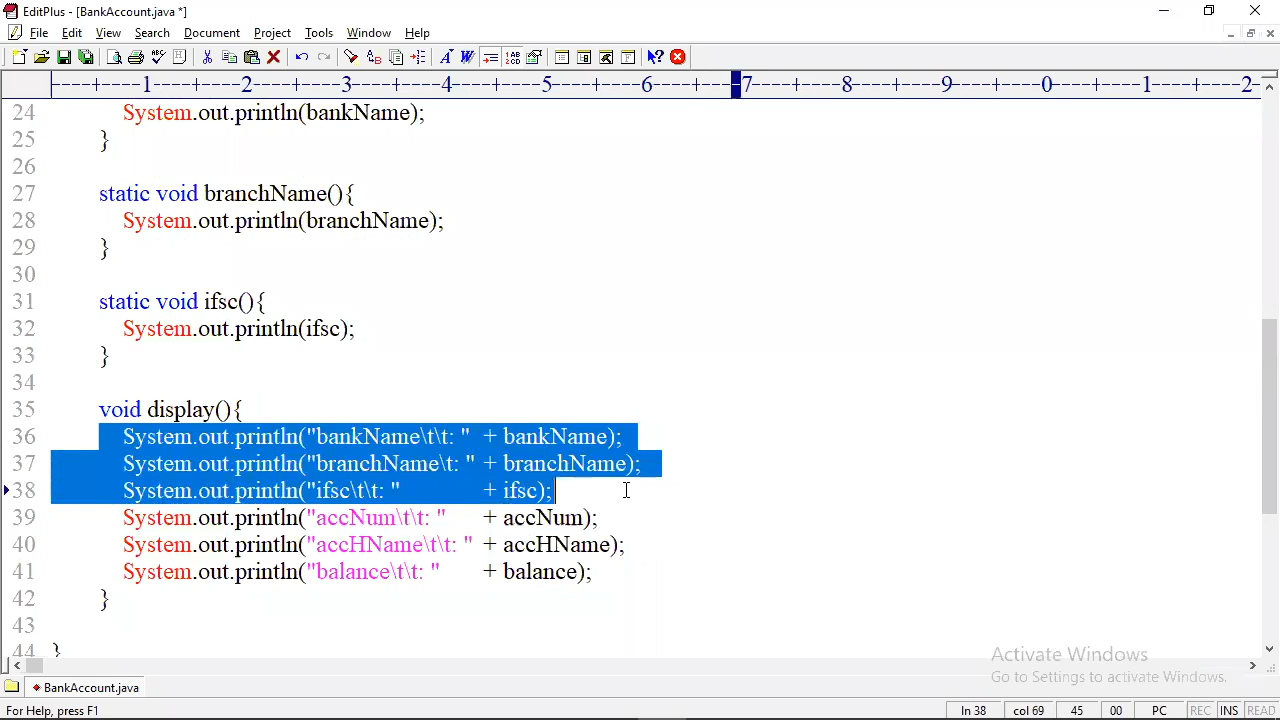 EditPlus - [BankAccount.java *]
File Edit View Search Document Project Tools Window Help
----+----1----+----2----+----3----+----4----+----5----+----6----+----7----+----8----+----9----+----0----+----1----+----2-
24 System.out.println(bankName);
25 }
26
27 static void branchName(){
28 System.out.println(branchName);
29 }
30
31 static void ifsc(){
32 System.out.println(ifsc);
33 }
34
35 void display(){
36 System.out.println("bankName\t\t: " + bankName);
37 System.out.println("branchName\t: " + branchName);
38 System.out.println("ifsc\t\t: " + ifsc);
39 System.out.println("accNum\t\t: " + accNum);
40 System.out.println("accHName\t\t: " + accHName);
41 System.out.println("balance\t\t: " + balance);
42 }
43
44 }
Activate Windows
Go to Settings to activate Windows.
BankAccount.java
For Help, press F1 ln 38 col 69 45 00 PC REC INS READ